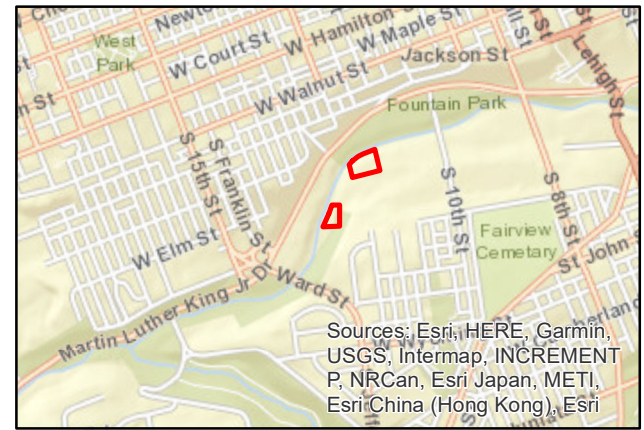 Newto
W Hamilton St
W Maple St
Lehigh St
West
Park
W Court St
Jackson St
n St
W Walnut St
Fountain Park
S 15th St
S Franklin St
S 10th St
S 8th St
Fairview
Cemetary
W Elm St
St John S
Ward St
Martin Luther King Jr Dr
Sources: Esri, HERE, Garmin,
USGS, Intermap, INCREMENT
P, NRCan, Esri Japan, METI,
Esri China (Hong Kong), Esri